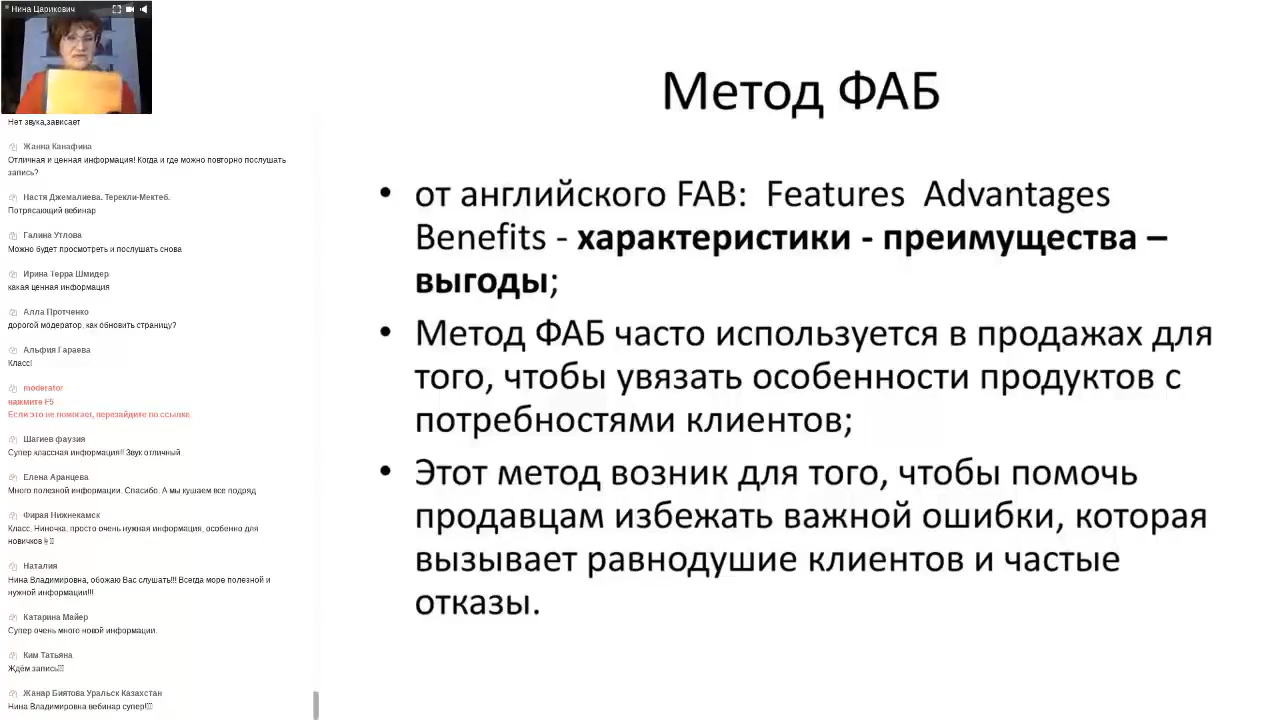 Нина Царикович
Нет звука,зависает
Жанна Канафина
Отличная и ценная информация! Когда и где можно повторно послушать
запись?
Настя Джемалиева. Терекли-Мектеб.
Потрясающий вебинар
Галина Утлова
Можно будет просмотреть и послушать снова
Ирина Терра Шмидер
какая ценная информация
Алла Протченко
дорогой модератор, как обновить страницу?
Альфия Гараева
Класс!
moderator
нажмите F5
Если это не помогает, перезайдите по ссылке
Шагиев фаузия
Супер классная информация!! Звук отличный.
Елена Аранцева
Много полезной информации. Спасибо. А мы кушаем все подряд
Фирая Нижнекамск
Класс, Ниночка, просто очень нужная информация, особенно для
новичков
Наталия
Нина Владимировна, обожаю Вас слушать!!! Всегда море полезной и
нужной информации!!!
Катарина Майер
Супер очень много новой информации.
Ким Татьяна
Ждём запись
Жанар Биятова Уральск Казахстан
Нина Владимировна вебинар супер!
Метод ФАБ
• от английского FAB: Features Advantages
Benefits - характеристики - преимущества –
выгоды;
• Метод ФАБ часто используется в продажах для
того, чтобы увязать особенности продуктов с
потребностями клиентов;
• Этот метод возник для того, чтобы помочь
продавцам избежать важной ошибки, которая
вызывает равнодушие клиентов и частые
отказы.